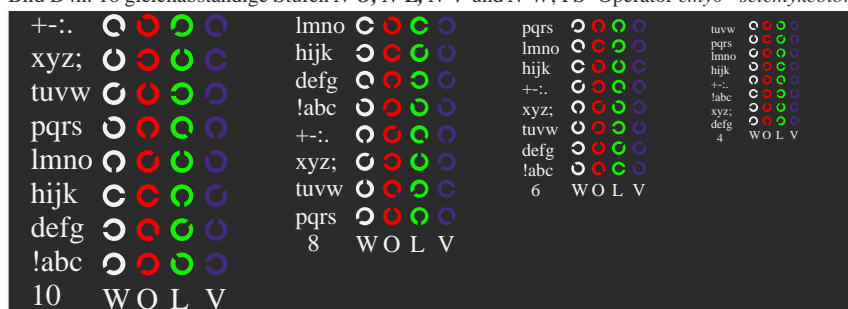 +-:.
xyz;
tuvw
pqrs
lmno
hijk
defg
!abc
10 W O L V
lmno
hijk
defg
!abc
+-:.
xyz;
tuvw
pqrs
8 W O L V
pqrs
lmno
hijk
+-:.
xyz;
tuvw
defg
!abc
6 W O L V
tuvw
pqrs
lmno
hijk
+-:.
!abc
xyz;
defg
4 W O L V